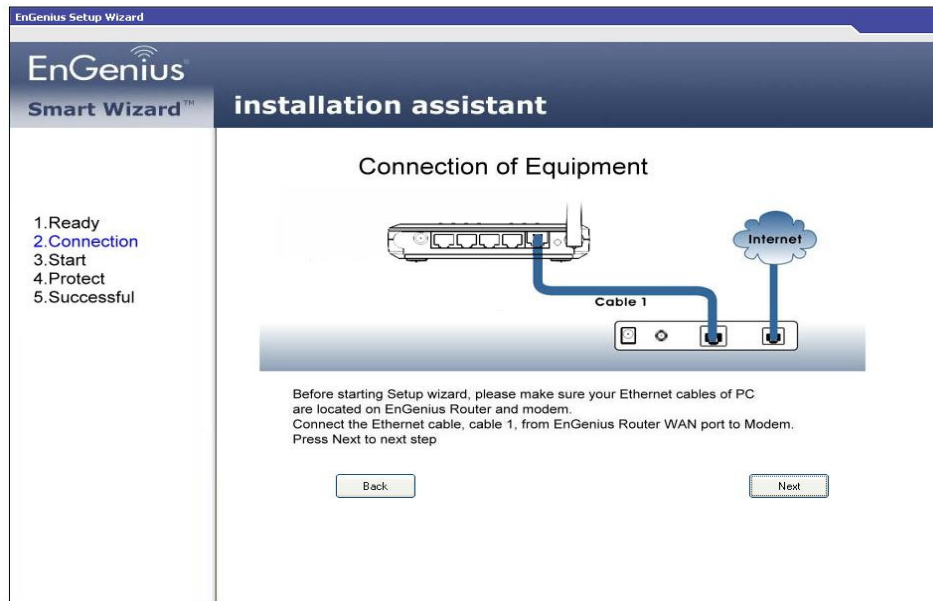 EnGenius Setup Wizard
EnGenius
Smart Wizard™
installation assistant
1.Ready
2.Connection
3.Start
4.Protect
5.Successful
Connection of Equipment
Internet
Cable 1
Before starting Setup wizard, please make sure your Ethernet cables of PC
are located on EnGenius Router and modem.
Connect the Ethernet cable, cable 1, from EnGenius Router WAN port to Modem.
Press Next to next step
Back
Next